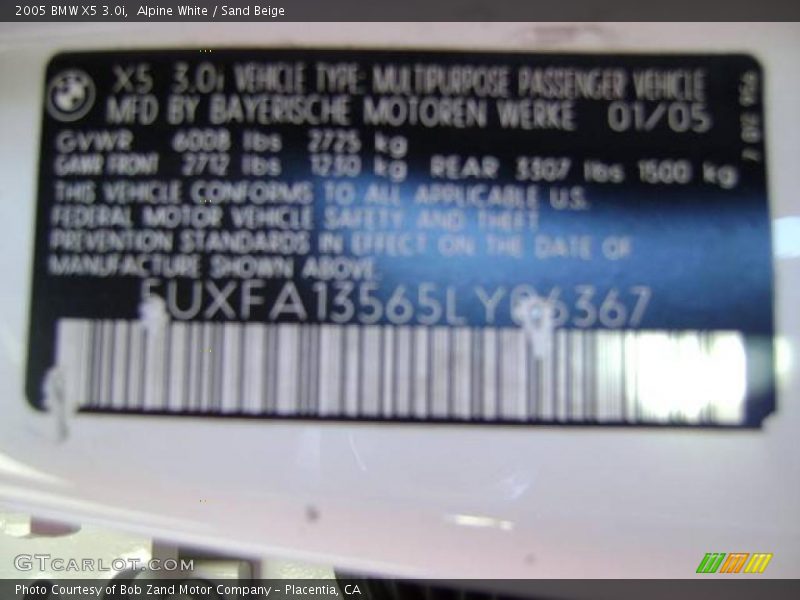 2005 BMW X5 3.0i, Alpine White / Sand Beige
X5 3.0i VEHICLE TYPE: MULTIPURPOSE PASSENGER VEHICLE
MFD BY BAYERISCHE MOTOREN WERKE 01/05
GVWR 6008 lbs 2725 kg
GAWR FRONT 2712 lbs 1230 kg REAR 3307 lbs 1500 kg
THIS VEHICLE CONFORMS TO ALL APPLICABLE U.S.
FEDERAL MOTOR VEHICLE SAFETY AND THEFT
PREVENTION STANDARDS IN EFFECT ON THE DATE OF
MANUFACTURE SHOWN ABOVE.
GTCARLOT.COM
Photo Courtesy of Bob Zand Motor Company - Placentia, CA